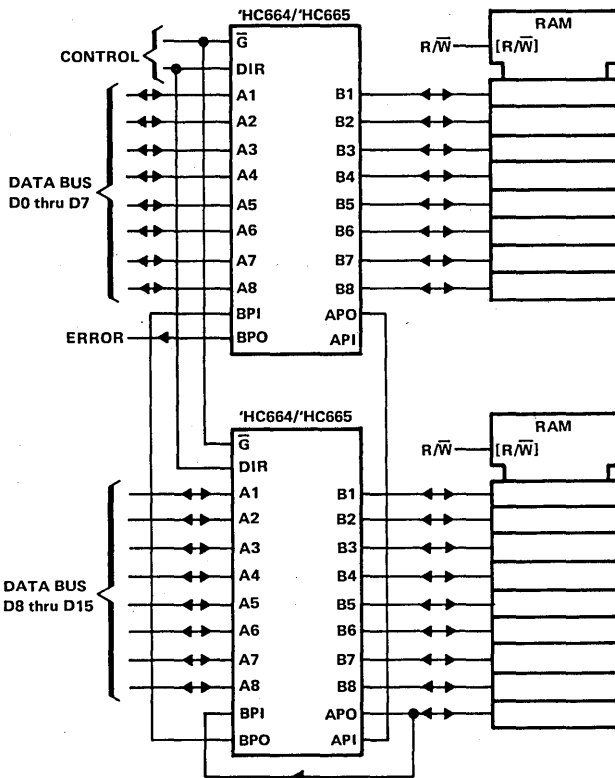 'HC664/'HC665
RAM
CONTROL
G̅
DIR
R/W̅
[R/W̅]
DATA BUS
D0 thru D7
A1
A2
A3
A4
A5
A6
A7
A8
BPI
BPO
B1
B2
B3
B4
B5
B6
B7
B8
APO
API
ERROR
'HC664/'HC665
RAM
G̅
DIR
R/W̅
[R/W̅]
DATA BUS
D8 thru D15
A1
A2
A3
A4
A5
A6
A7
A8
BPI
BPO
B1
B2
B3
B4
B5
B6
B7
B8
APO
API